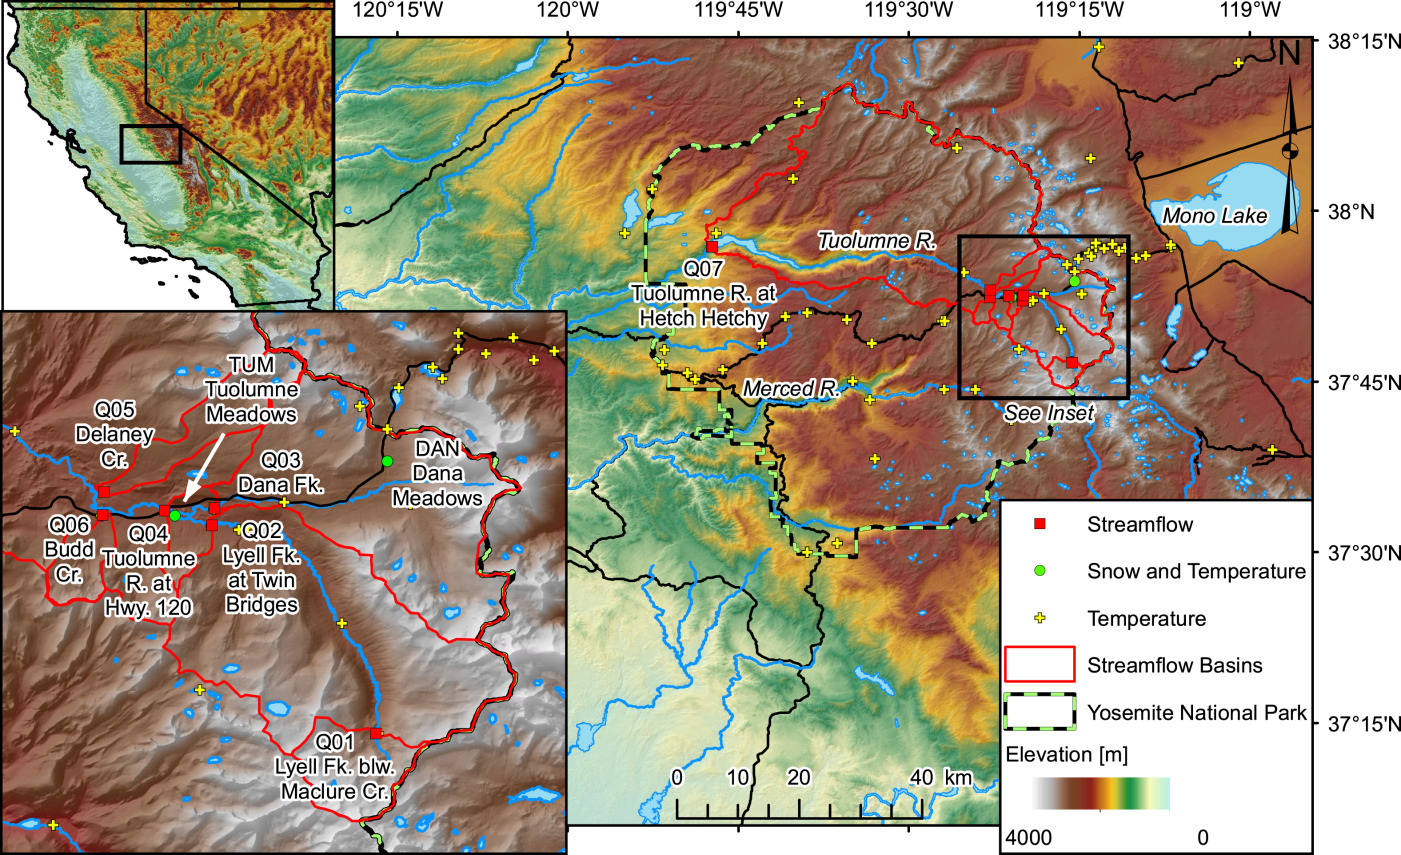 120°15'W 120°W 119°45'W 119°30'W 119°15'W 119°W
38°15'N
38°N
37°45'N
37°30'N
37°15'N
N
Mono Lake
Tuolumne R.
Q07
Tuolumne R. at
Hetch Hetchy
Merced R.
See Inset
TUM
Tuolumne
Meadows
Q05
Delaney
Cr.
Q03
Dana Fk.
DAN
Dana
Meadows
Q06
Budd
Cr.
Q04
Tuolumne
R. at
Hwy. 120
Q02
Lyell Fk.
at Twin
Bridges
Q01
Lyell Fk. blw.
Maclure Cr.
0 10 20 40 km
Streamflow
Snow and Temperature
Temperature
Streamflow Basins
Yosemite National Park
Elevation [m]
4000 0